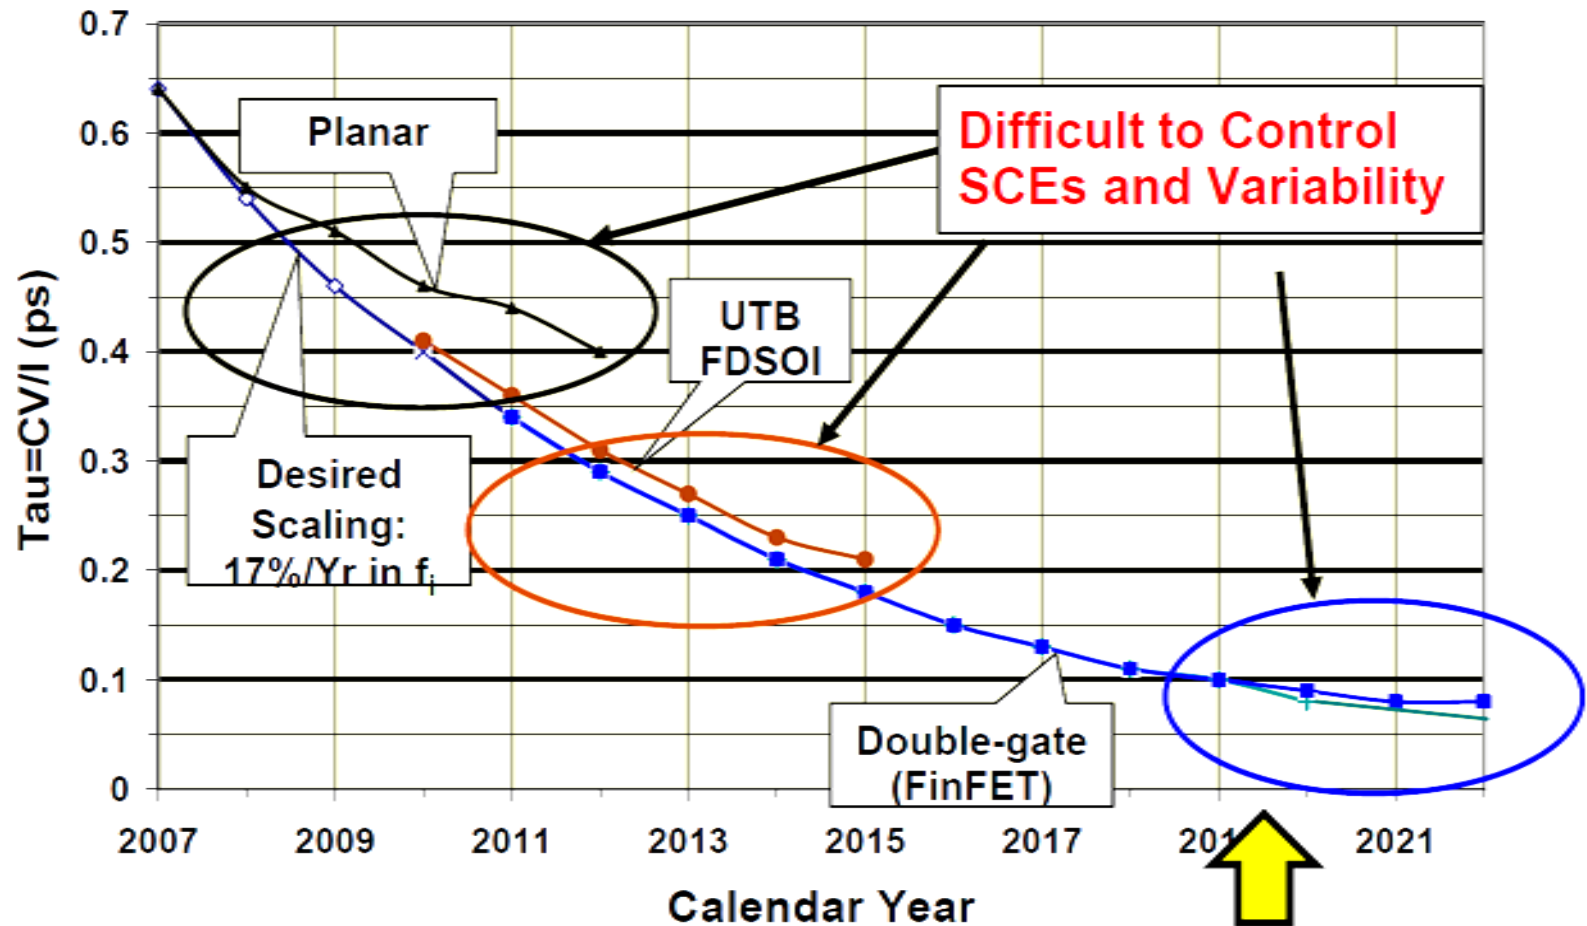 0.7
0.6
0.5
0.4
0.3
0.2
0.1
0
Tau=CV/I (ps)
Planar
Difficult to Control
SCEs and Variability
UTB
FDSOI
Desired
Scaling:
17%/Yr in fi
Double-gate
(FinFET)
2007 2009 2011 2013 2015 2017 2021
Calendar Year